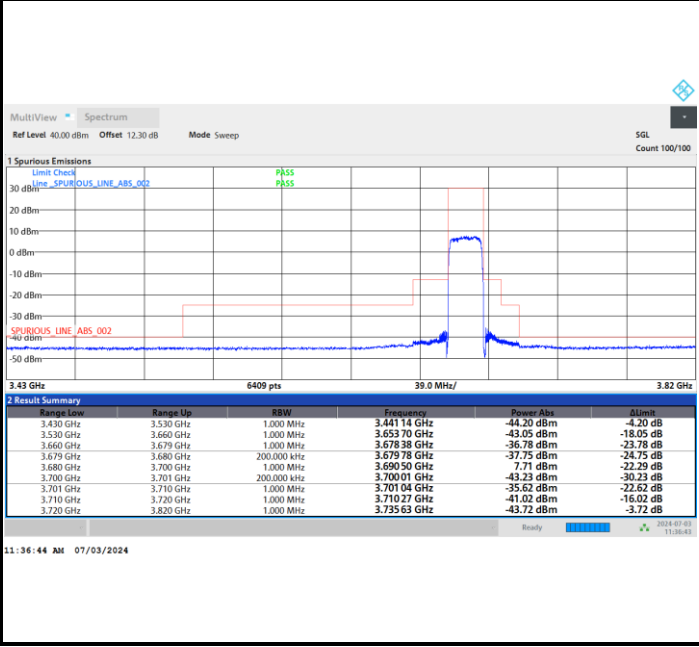 MultiView Spectrum
Ref Level 40.00 dBm Offset 12.30 dB Mode Sweep SGL
Count 100/100
1 Spurious Emissions
Limit Check PASS
Line _SPURIOUS_LINE_ABS_002 PASS
30 dBm
20 dBm
10 dBm
0 dBm
-10 dBm
-20 dBm
-30 dBm
_SPURIOUS_LINE_ABS_002
-40 dBm
-50 dBm
3.43 GHz 6409 pts 39.0 MHz/ 3.82 GHz
2 Result Summary
Range Low Range Up RBW Frequency Power Abs ΔLimit
3.430 GHz 3.530 GHz 1.000 MHz 3.441 14 GHz -44.20 dBm -4.20 dB
3.530 GHz 3.660 GHz 1.000 MHz 3.653 70 GHz -43.05 dBm -18.05 dB
3.660 GHz 3.679 GHz 1.000 MHz 3.678 38 GHz -36.78 dBm -23.78 dB
3.679 GHz 3.680 GHz 200.000 kHz 3.679 78 GHz -37.75 dBm -24.75 dB
3.680 GHz 3.700 GHz 1.000 MHz 3.690 50 GHz 7.71 dBm -22.29 dB
3.700 GHz 3.701 GHz 200.000 kHz 3.700 01 GHz -43.23 dBm -30.23 dB
3.701 GHz 3.710 GHz 1.000 MHz 3.701 04 GHz -35.62 dBm -22.62 dB
3.710 GHz 3.720 GHz 1.000 MHz 3.710 27 GHz -41.02 dBm -16.02 dB
3.720 GHz 3.820 GHz 1.000 MHz 3.735 63 GHz -43.72 dBm -3.72 dB
Ready 2024-07-03
11:36:43
11:36:44 AM 07/03/2024